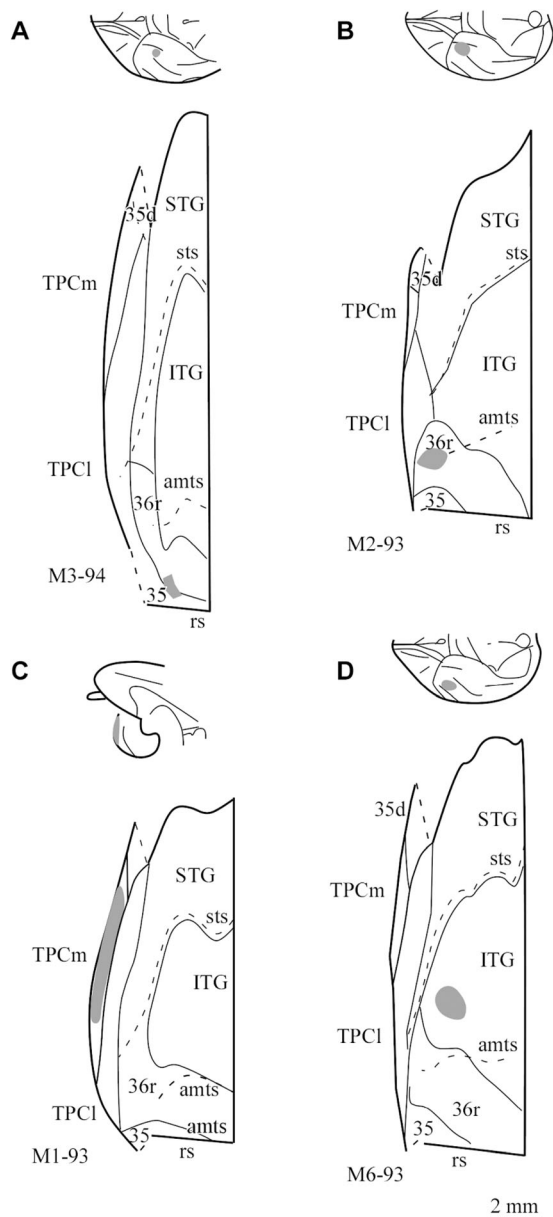 A
STG
35d
sts
TPCm
ITG
TPCl
36r
amts
M3-94
35
rs
B
STG
sts
35d
TPCm
ITG
TPCl
amts
36r
35
rs
M2-93
C
STG
sts
TPCm
ITG
36r
amts
TPCl
amts
35
rs
M1-93
D
35d
STG
sts
TPCm
ITG
TPCl
amts
36r
35
rs
M6-93
2 mm